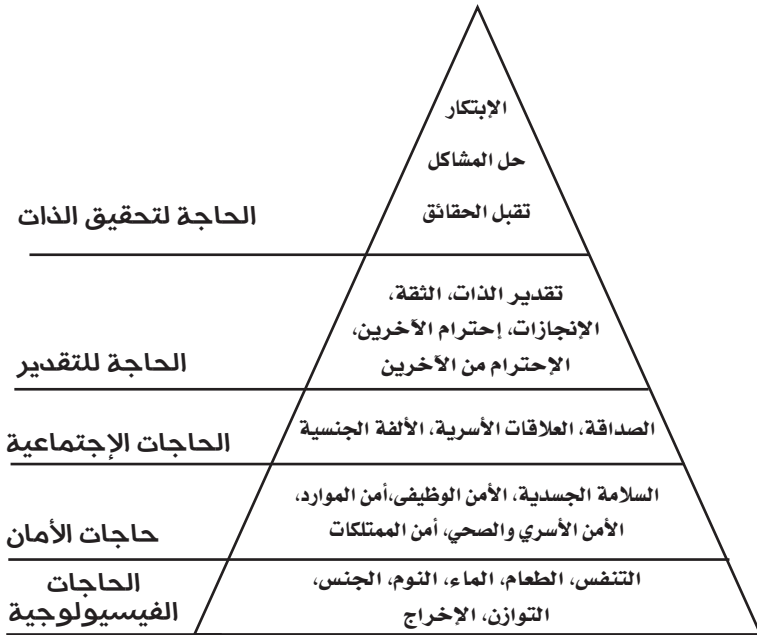 الإبتكار
حل المشاكل
تقبل الحقائق
الحاجة لتحقيق الذات
تقدير الذات، الثقة،
الإنجازات، إحترام الآخرين،
الإحترام من الآخرين
الحاجة للتقدير
الصداقة، العلاقات الأسرية، الألفة الجنسية
الحاجات الإجتماعية
السلامة الجسدية، الأمن الوظيفى،أمن الموارد،
الأمن الأسري والصحي، أمن الممتلكات
حاجات الأمان
التنفس، الطعام، الماء، النوم، الجنس،
التوازن، الإخراج
الحاجات
الفيسيولوجية